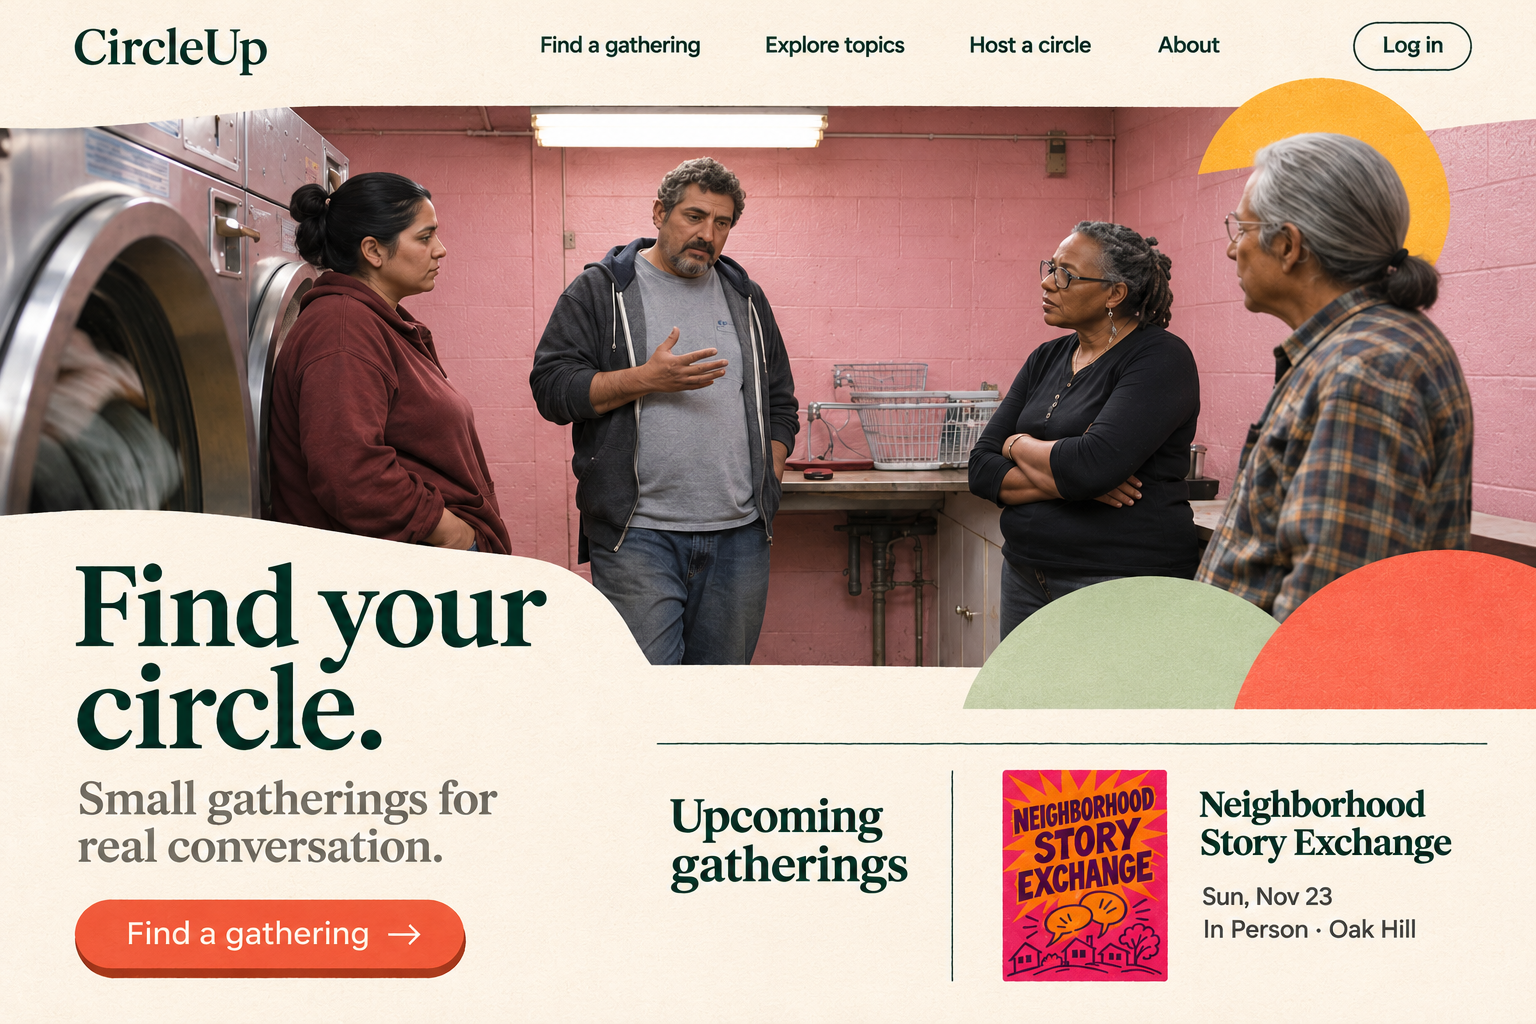 CircleUp
Find a gathering
Explore topics
Host a circle
About
Log in
Find your
circle.
Small gatherings for
real conversation.
Find a gathering →
Upcoming
gatherings
NEIGHBORHOOD
STORY
EXCHANGE
Neighborhood
Story Exchange
Sun, Nov 23
In Person · Oak Hill